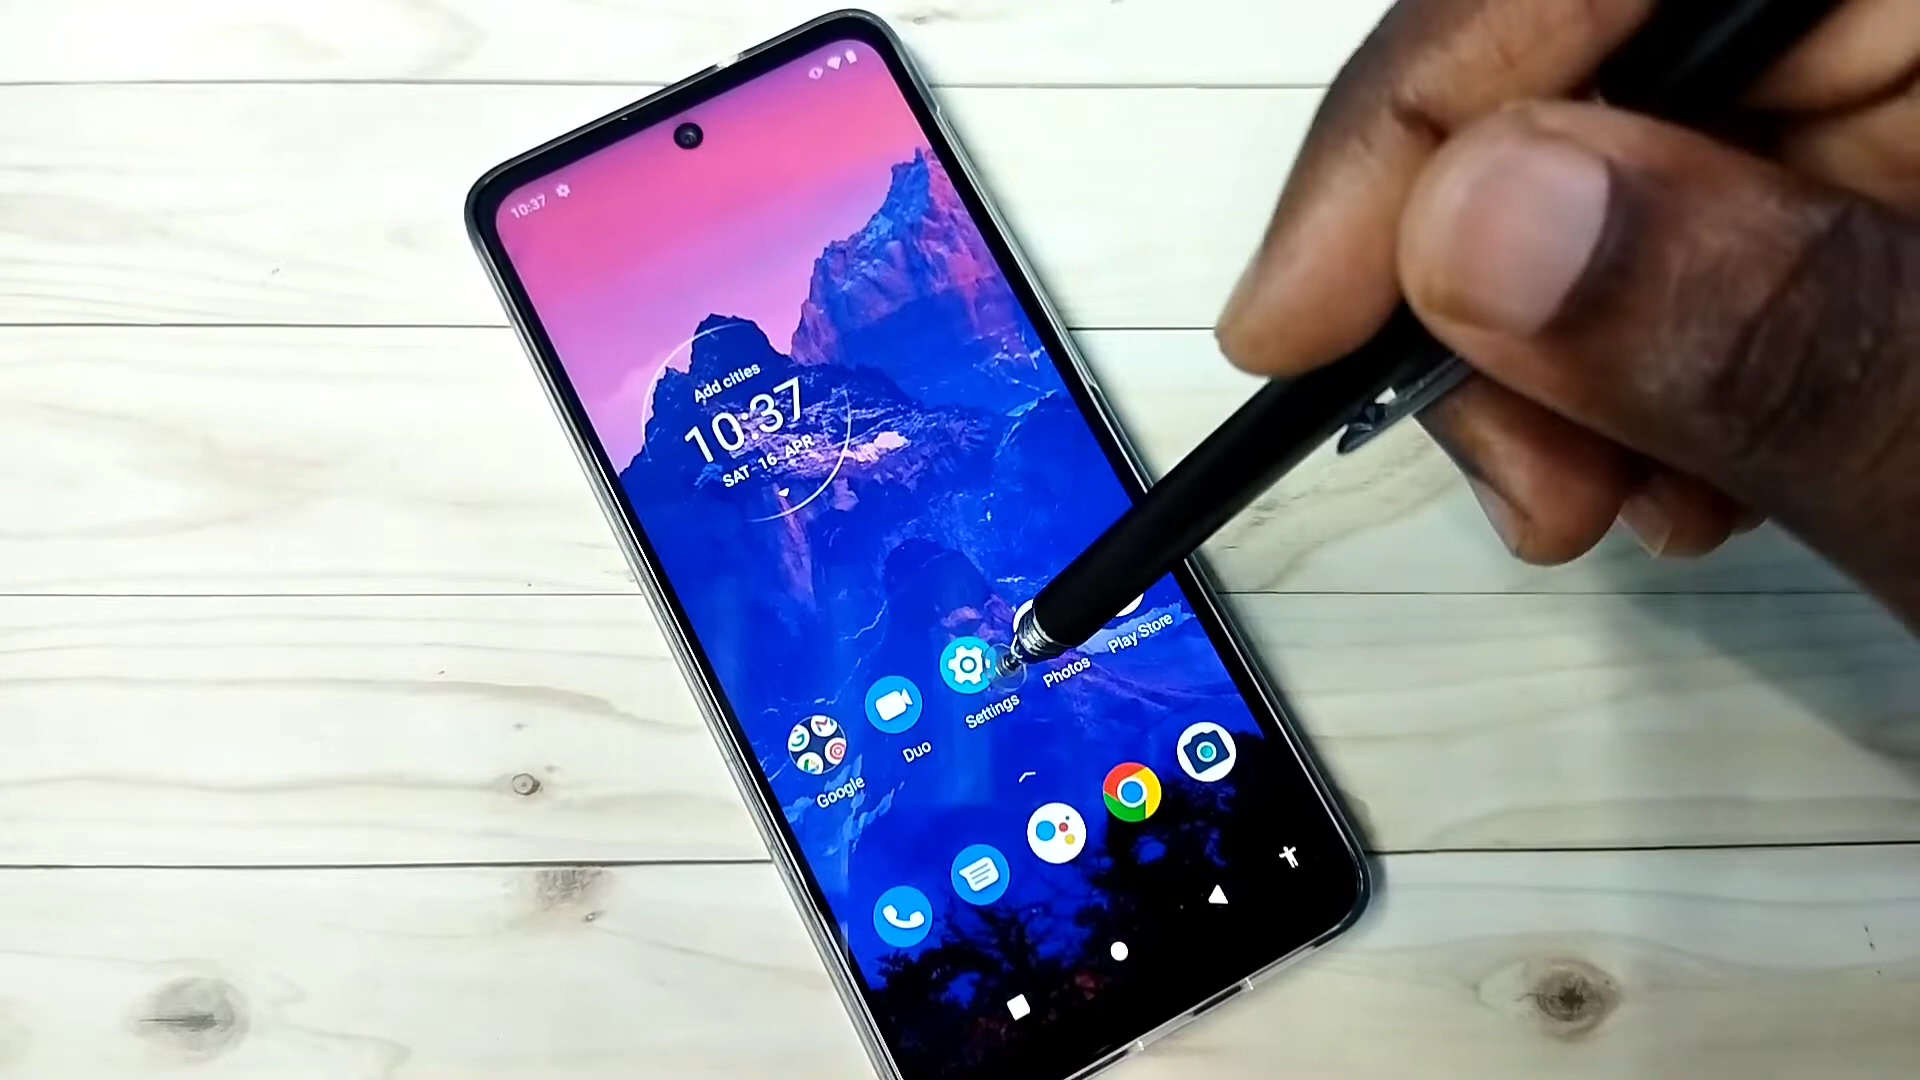 10:37
Add cities
10:37
SAT 16 APR
Google
Duo
Settings
Photos
Play Store